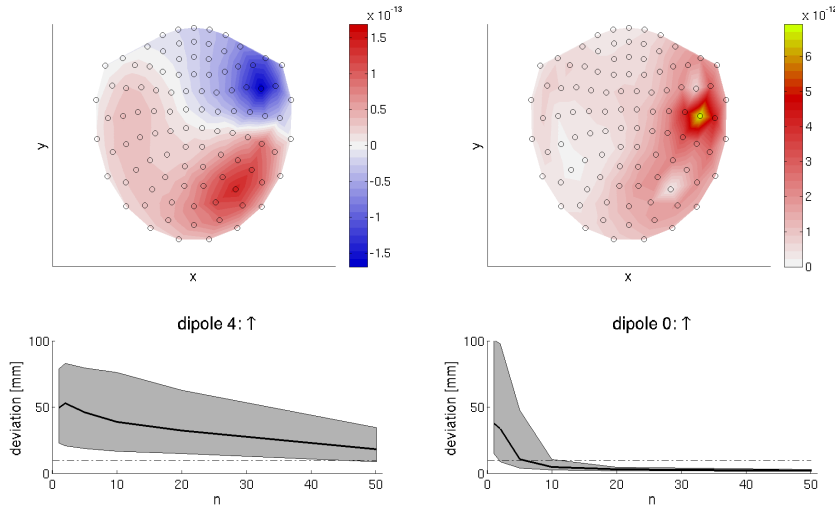 x 10-13
1.5
1
0.5
0
-0.5
-1
-1.5
y
x
x 10-12
6
5
4
3
2
1
0
y
x
dipole 4: ↑
100
50
0
deviation [mm]
0 10 20 30 40 50
n
dipole 0: ↑
100
50
0
deviation [mm]
0 10 20 30 40 50
n